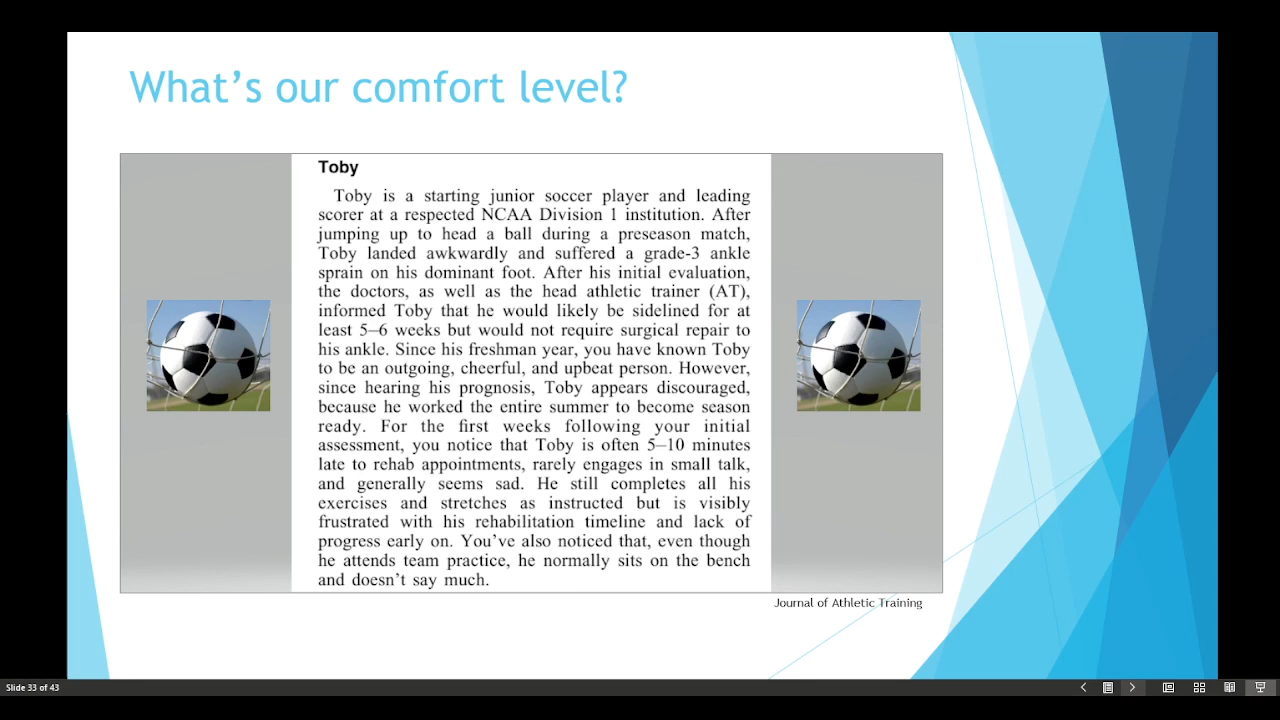 What's our comfort level?
Toby
Toby is a starting junior soccer player and leading
scorer at a respected NCAA Division 1 institution. After
jumping up to head a ball during a preseason match,
Toby landed awkwardly and suffered a grade-3 ankle
sprain on his dominant foot. After his initial evaluation,
the doctors, as well as the head athletic trainer (AT),
informed Toby that he would likely be sidelined for at
least 5–6 weeks but would not require surgical repair to
his ankle. Since his freshman year, you have known Toby
to be an outgoing, cheerful, and upbeat person. However,
since hearing his prognosis, Toby appears discouraged,
because he worked the entire summer to become season
ready. For the first weeks following your initial
assessment, you notice that Toby is often 5–10 minutes
late to rehab appointments, rarely engages in small talk,
and generally seems sad. He still completes all his
exercises and stretches as instructed but is visibly
frustrated with his rehabilitation timeline and lack of
progress early on. You've also noticed that, even though
he attends team practice, he normally sits on the bench
and doesn't say much.
Journal of Athletic Training
Slide 33 of 43